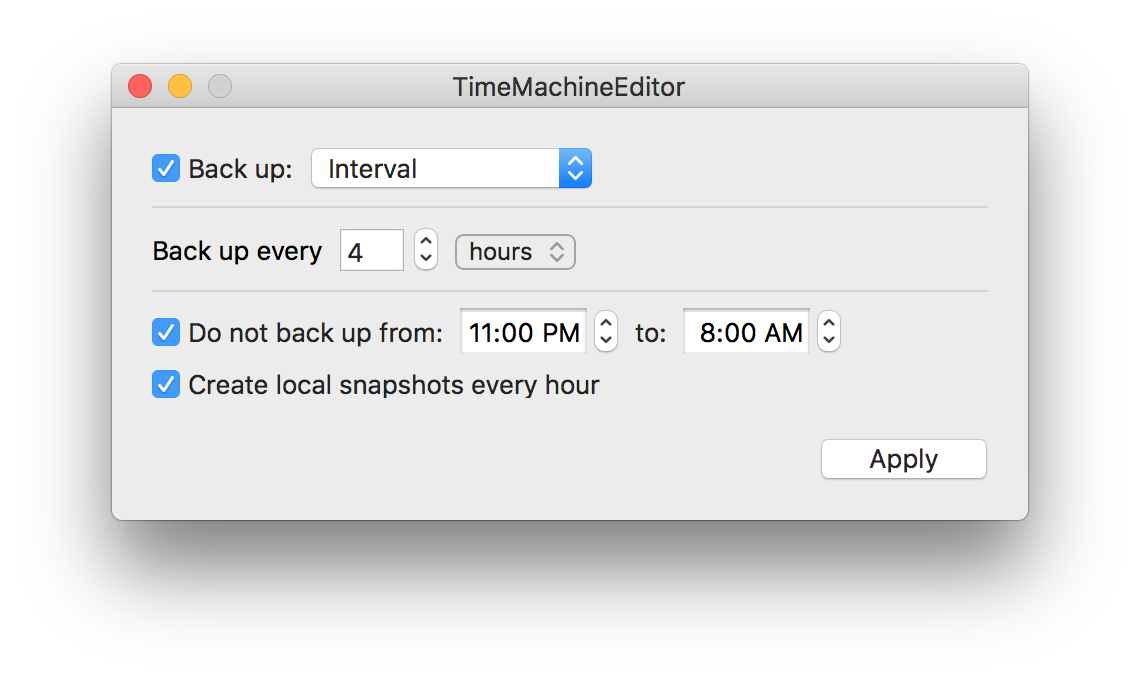 TimeMachineEditor
Back up: Interval
Back up every 4 hours
Do not back up from: 11:00 PM to: 8:00 AM
Create local snapshots every hour
Apply